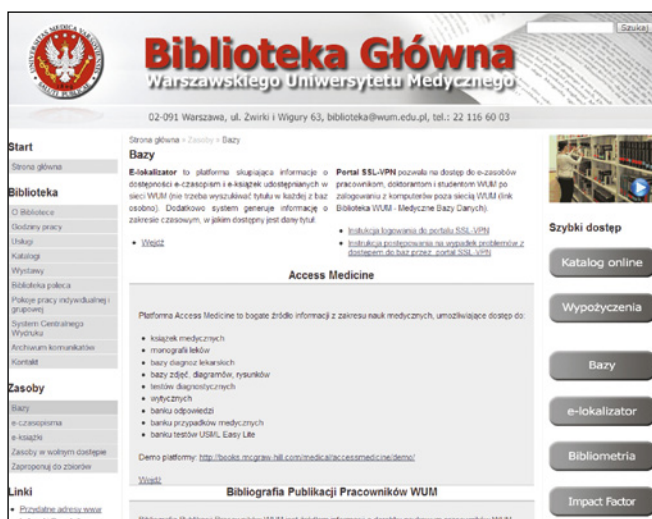 Szukaj
Biblioteka Główna
Warszawskiego Uniwersytetu Medycznego
02-091 Warszawa, ul. Żwirki i Wigury 63, biblioteka@wum.edu.pl, tel.: 22 116 60 03
Start
Strona główna
Biblioteka
O Bibliotece
Godziny pracy
Usługi
Katalogi
Wystawy
Biblioteka poleca
Pokoje pracy indywidualnej i
grupowej
System Centralnego
Wydruku
Archiwum komunikatów
Kontakt
Zasoby
Bazy
e-czasopisma
e-książki
Zasoby w wolnym dostępie
Zaproponuj do zbiorów
Linki
Przydatne adresy www
Strona główna » Zasoby » Bazy
Bazy
E-lokalizator to platforma skupiająca informacje o
dostępności e-czasopism i e-książek udostępnianych w
sieci WUM (nie trzeba wyszukiwać tytułu w każdej z baz
osobno). Dodatkowo system generuje informację o
zakresie czasowym, w jakim dostępny jest dany tytuł.
Wejdź
Portal SSL-VPN pozwala na dostęp do e-zasobów
pracownikom, doktorantom i studentom WUM po
zalogowaniu z komputerów poza siecią WUM (link
Biblioteka WUM - Medyczne Bazy Danych).
Instukcja logowania do portalu SSL-VPN
Instrukcja postępowania na wypadek problemów z
dostępem do baz przez portal SSL-VPN
Access Medicine
Platforma Access Medicine to bogate źródło informacji z zakresu nauk medycznych, umożliwiające dostęp do:
książek medycznych
monografii leków
bazy diagnoz lekarskich
bazy zdjęć, diagramów, rysunków
testów diagnostycznych
wytycznych
banku odpowiedzi
banku przypadków medycznych
banku testów USMLE Easy Lite
Demo platformy: http://books.mcgraw-hill.com/medical/accessmedicine/demo/
Wejdź
Bibliografia Publikacji Pracowników WUM
Szybki dostęp
Katalog online
Wypożyczenia
Bazy
e-lokalizator
Bibliometria
Impact Factor